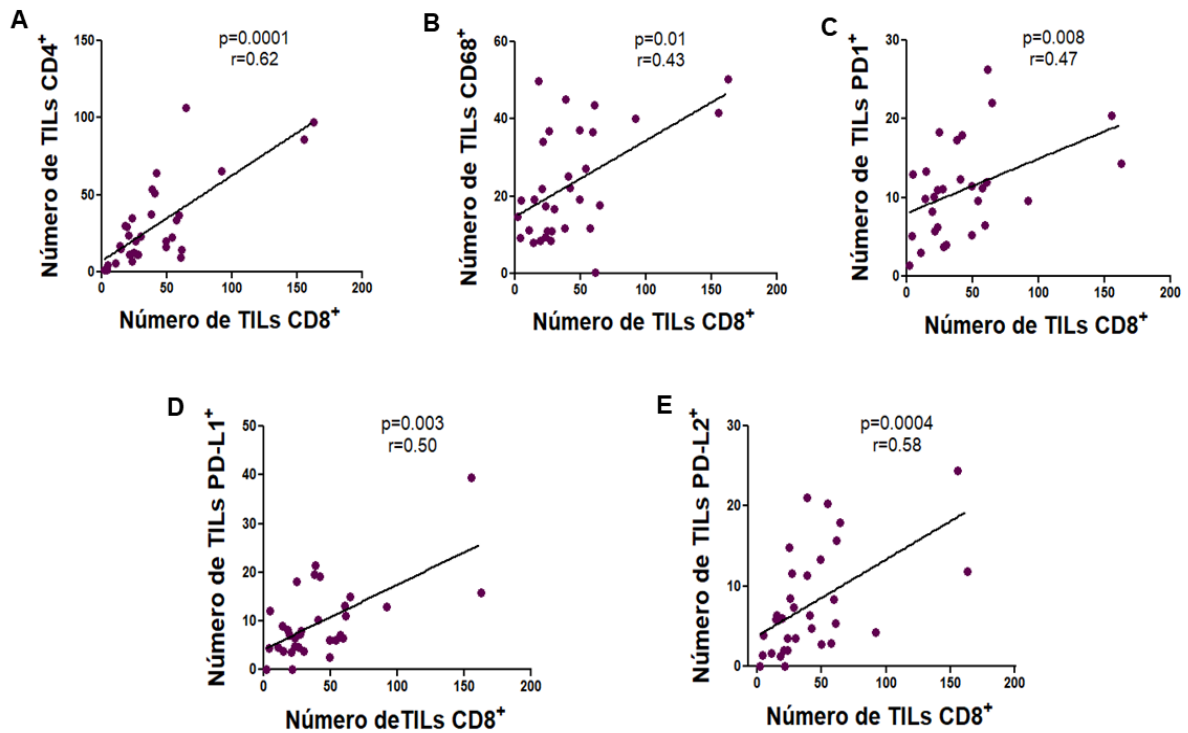 A
Número de TILs CD4+
p=0.0001
r=0.62
150
100
50
0
0 50 100 150 200
Número de TILs CD8+
B
Número de TILs CD68+
p=0.01
r=0.43
60
40
20
0
0 50 100 150 200
Número de TILs CD8+
C
Número de TILs PD1+
p=0.008
r=0.47
30
20
10
0
0 50 100 150 200
Número de TILs CD8+
D
Número de TILs PD-L1+
p=0.003
r=0.50
50
40
30
20
10
0
0 50 100 150 200
Número deTILs CD8+
E
Número de TILs PD-L2+
p=0.0004
r=0.58
30
20
10
0
0 50 100 150 200
Número de TILs CD8+